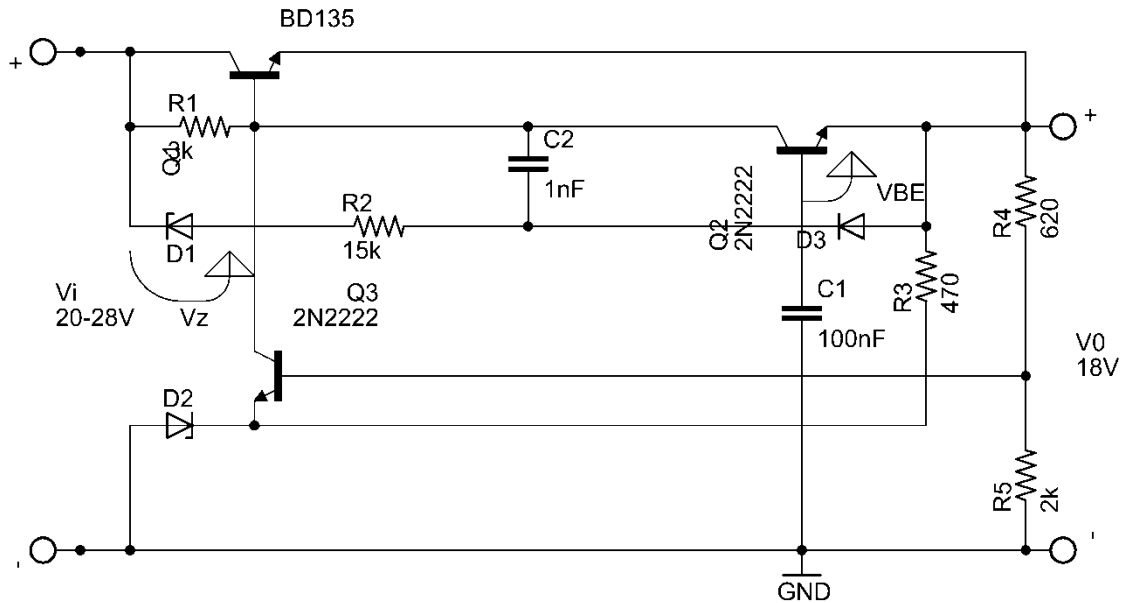 BD135
+
+
R1
3k
Q1
C2
1nF
R2
15k
D1
Q2
2N2222
VBE
D3
R4
620
R3
470
C1
100nF
Vi
20-28V
Vz
Q3
2N2222
V0
18V
D2
R5
2k
-
-
GND